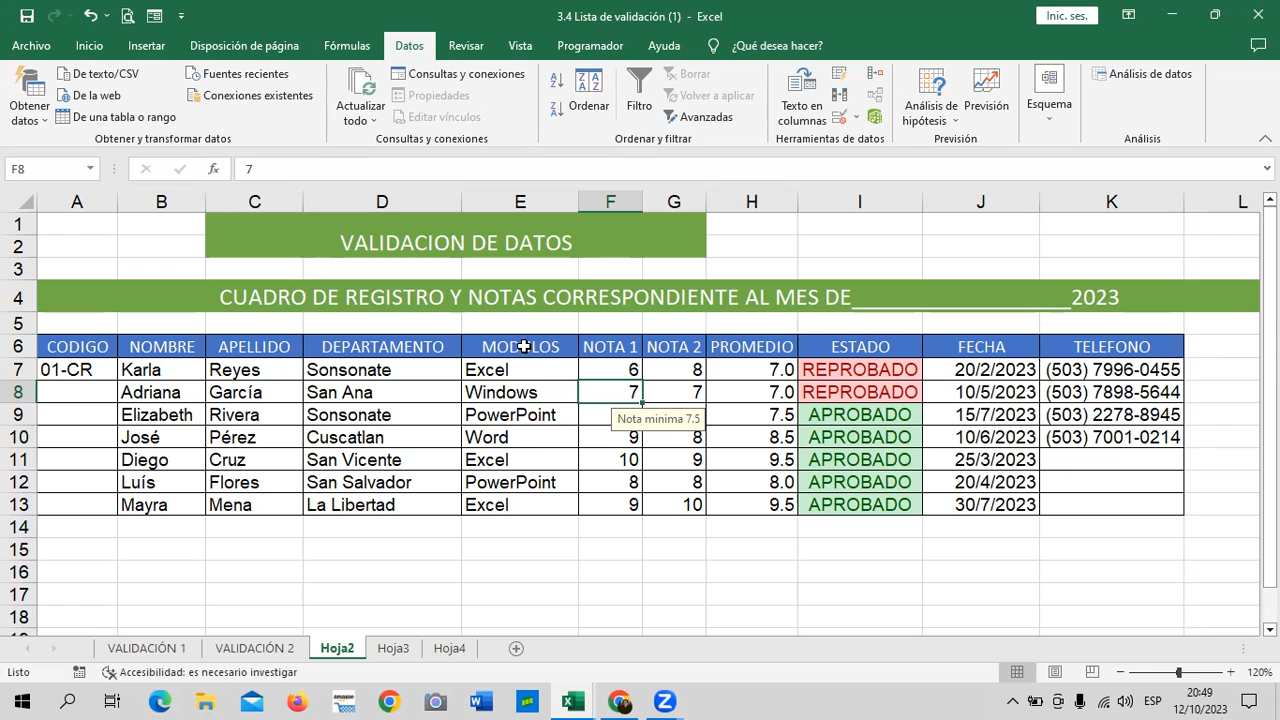 3.4 Lista de validación (1) - Excel
Inic. ses.
Archivo Inicio Insertar Disposición de página Fórmulas Datos Revisar Vista Programador Ayuda ¿Qué desea hacer?
Obtener datos
De texto/CSV
De la web
De una tabla o rango
Fuentes recientes
Conexiones existentes
Obtener y transformar datos
Actualizar todo
Consultas y conexiones
Propiedades
Editar vínculos
Consultas y conexiones
Ordenar
Filtro
Borrar
Volver a aplicar
Avanzadas
Ordenar y filtrar
Texto en columnas
Herramientas de datos
Análisis de hipótesis
Previsión
Previsión
Esquema
Análisis de datos
Análisis
F8 fx 7
A B C D E F G H I J K L
1
2 VALIDACION DE DATOS
3
4 CUADRO DE REGISTRO Y NOTAS CORRESPONDIENTE AL MES DE____________________2023
5
6 CODIGO NOMBRE APELLIDO DEPARTAMENTO NOTA 1 NOTA 2 PROMEDIO ESTADO FECHA TELEFONO
7 01-CR Karla Reyes Sonsonate Excel 6 8 7.0 REPROBADO 20/2/2023 (503) 7996-0455
8 Adriana García San Ana Windows 7 7 7.0 REPROBADO 10/5/2023 (503) 7898-5644
9 Elizabeth Rivera Sonsonate PowerPoint 7.5 APROBADO 15/7/2023 (503) 2278-8945
Nota minima 7.5
10 José Pérez Cuscatlan Word 9 8 8.5 APROBADO 10/6/2023 (503) 7001-0214
11 Diego Cruz San Vicente Excel 10 9 9.5 APROBADO 25/3/2023
12 Luís Flores San Salvador PowerPoint 8 8 8.0 APROBADO 20/4/2023
13 Mayra Mena La Libertad Excel 9 10 9.5 APROBADO 30/7/2023
14
15
16
17
18
VALIDACIÓN 1 VALIDACIÓN 2 Hoja2 Hoja3 Hoja4
Listo Accesibilidad: es necesario investigar 120%
ESP
20:49
12/10/2023